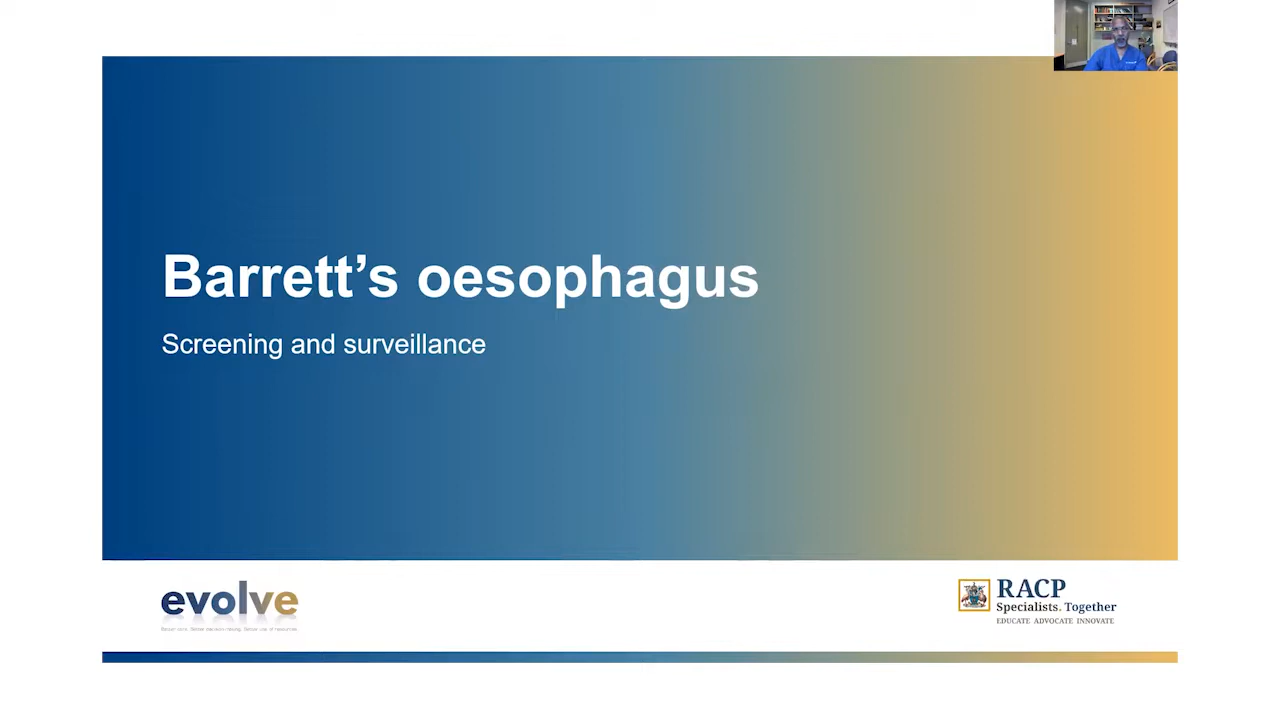 Barrett’s oesophagus
Screening and surveillance
evolve
RACP
Specialists. Together
EDUCATE ADVOCATE INNOVATE